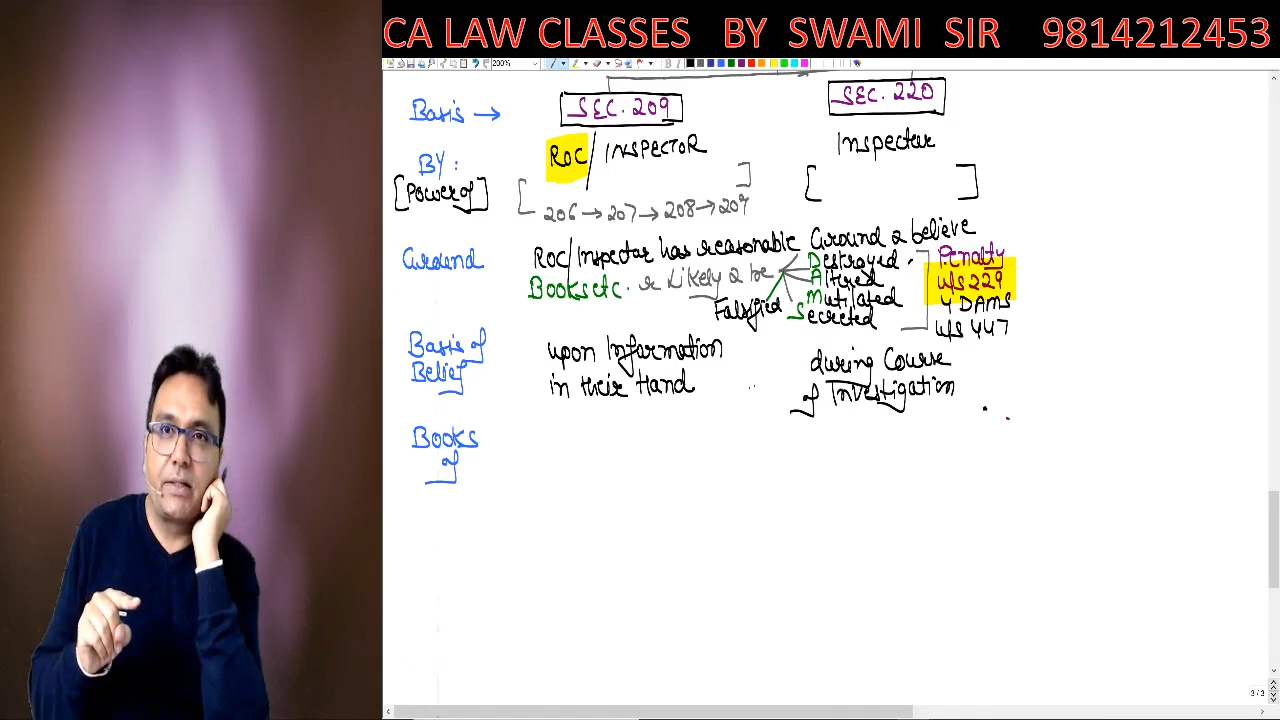 CA LAW CLASSES BY SWAMI SIR 9814212453
200%
Basis → SEC. 209 SEC. 220
BY : ROC / INSPECTOR Inspector
[Power of] [ ] [ ]
206 → 207 → 208 → 209
Ground ROC/Inspector has reasonable Ground 2 believe
Books etc. r Likely 2 be Destroyed
Altered
Falsified Mutilated
Secreted
Penalty
u/s 229
4 DAMS
u/s 447
Basis of upon Information during Course
Belief in their Hand of Investigation
Books
of
3 / 3